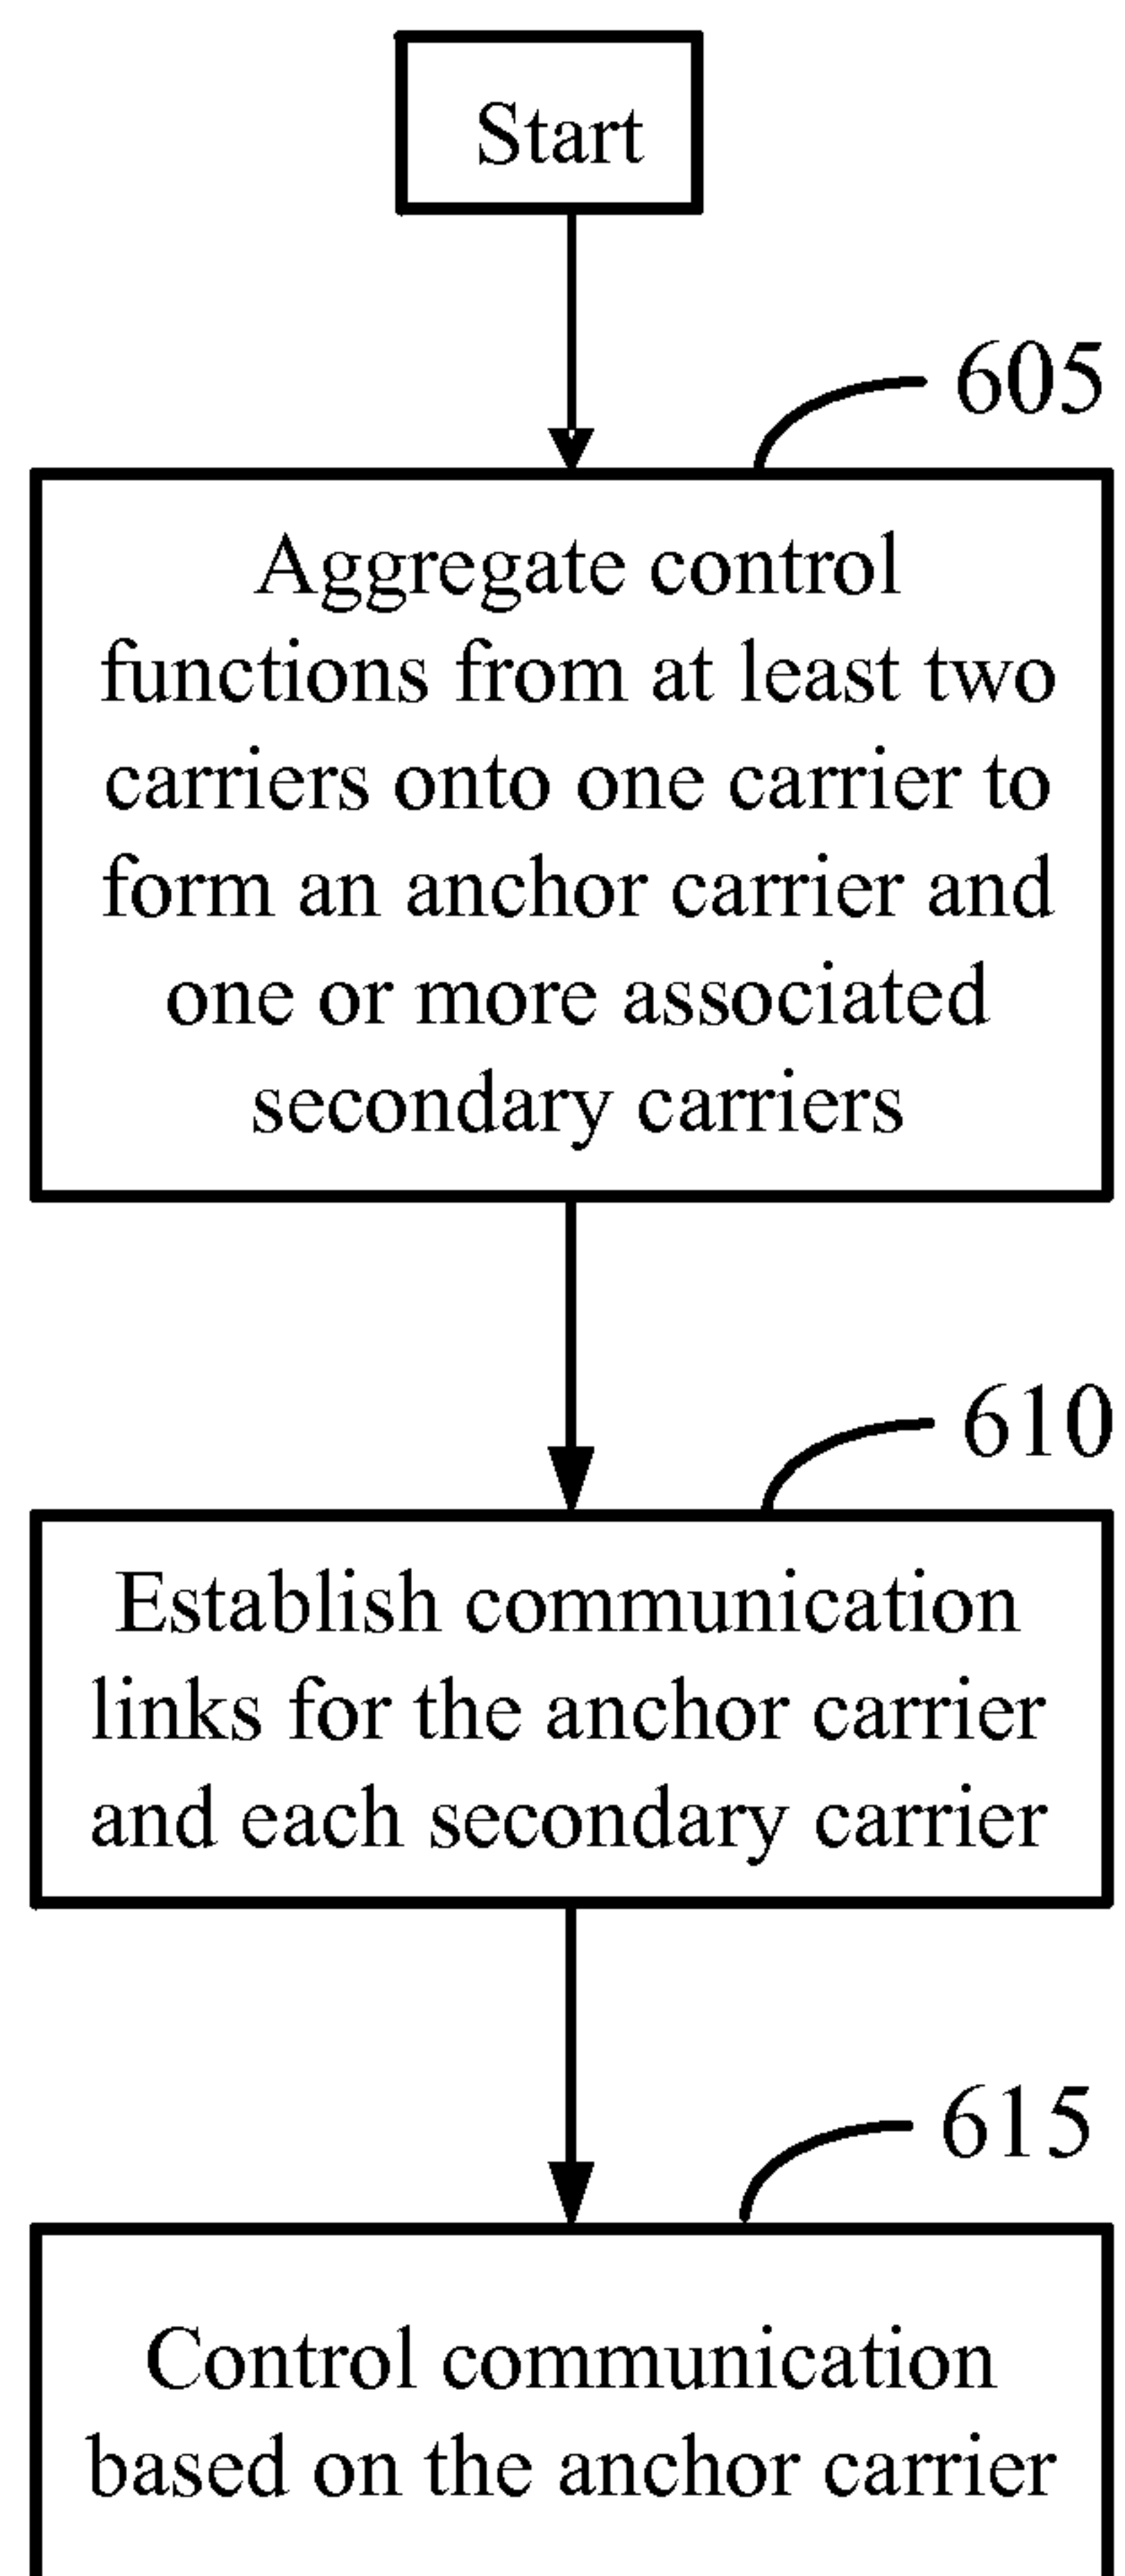 Start
605
Aggregate control
functions from at least two
carriers onto one carrier to
form an anchor carrier and
one or more associated
secondary carriers
610
Establish communication
links for the anchor carrier
and each secondary carrier
615
Control communication
based on the anchor carrier